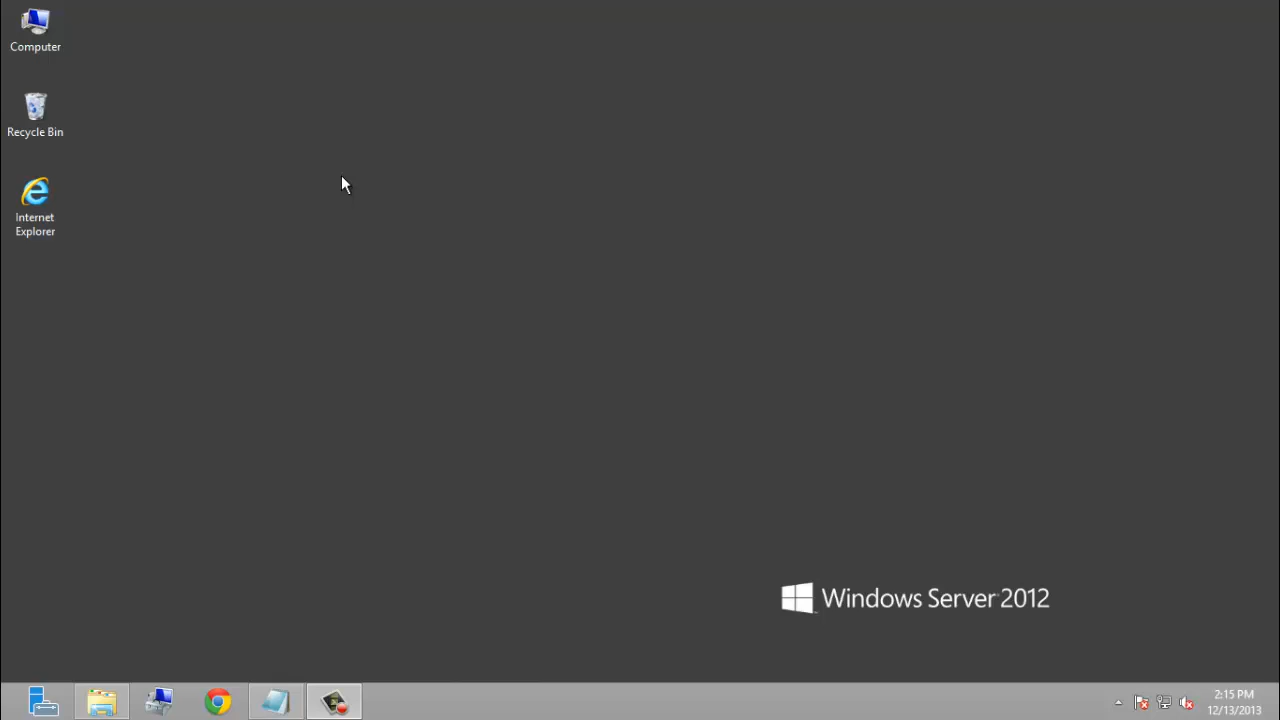 Computer
Recycle Bin
Internet
Explorer
Windows Server 2012
2:15 PM
12/13/2013